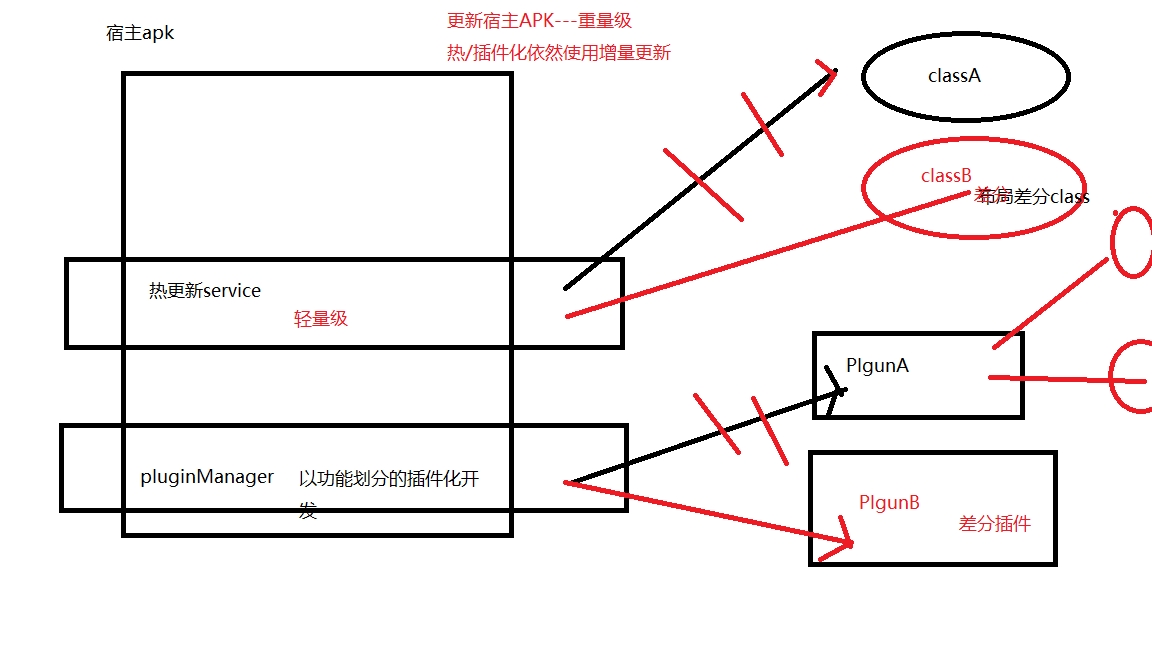 宿主apk
更新宿主APK---重量级
热/插件化依然使用增量更新
classA
classB
差分
布局差分class
热更新service
轻量级
PlgunA
pluginManager
以功能划分的插件化开
发
PlgunB
差分插件